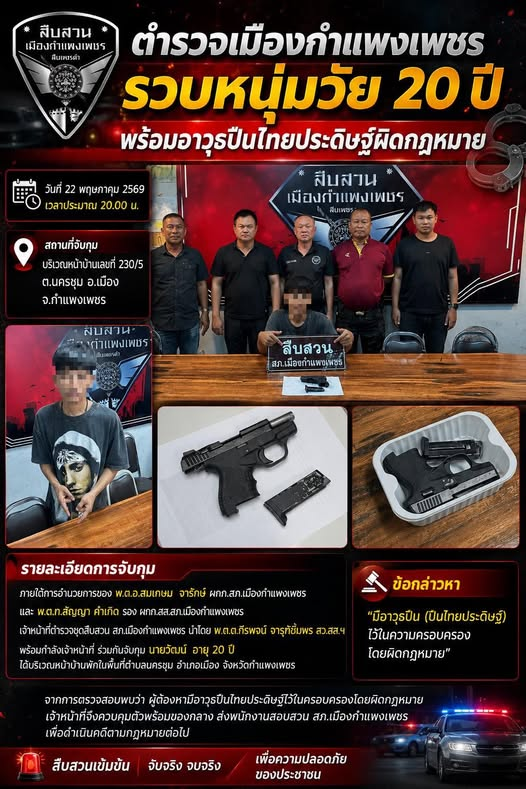 สืบสวน
เมืองกำแพงเพชร
สืบเพชรดำ
ตำรวจเมืองกำแพงเพชร
รวบหนุ่มวัย 20 ปี
พร้อมอาวุธปืนไทยประดิษฐ์ผิดกฎหมาย
วันที่ 22 พฤษภาคม 2569
เวลาประมาณ 20.00 น.
สถานที่จับกุม
บริเวณหน้าบ้านเลขที่ 230/5
ต.นครชุม อ.เมือง
จ.กำแพงเพชร
สืบสวน
เมืองกำแพงเพชร
สืบเพชรดำ
สืบสวน
สภ.เมืองกำแพงเพชร
สืบสวน
รายละเอียดการจับกุม
ภายใต้การอำนวยการของ พ.ต.อ.สมเกษม จารักษ์ ผกก.สภ.เมืองกำแพงเพชร
และ พ.ต.ท.สัญญา คำเกิด รอง ผกก.สส.สภ.เมืองกำแพงเพชร
เจ้าหน้าที่ตำรวจชุดสืบสวน สภ.เมืองกำแพงเพชร นำโดย พ.ต.ต.ทีรพจน์ จารุทัชั้มพร สว.สส.ฯ
พร้อมกำลังเจ้าหน้าที่ ร่วมกันจับกุม นายวัฒน์ อายุ 20 ปี
ได้บริเวณหน้าบ้านพักในพื้นที่ตำบลนครชุม อำเภอเมือง จังหวัดกำแพงเพชร
ข้อกล่าวหา
"มีอาวุธปืน (ปืนไทยประดิษฐ์)
ไว้ในความครอบครอง
โดยผิดกฎหมาย"
จากการตรวจสอบพบว่า ผู้ต้องหามีอาวุธปืนไทยประดิษฐ์ไว้ในครอบครองโดยผิดกฎหมาย
เจ้าหน้าที่จึงควบคุมตัวพร้อมของกลาง ส่งพนักงานสอบสวน สภ.เมืองกำแพงเพชร
เพื่อดำเนินคดีตามกฎหมายต่อไป
สืบสวนเข้มข้น จับจริง จบจริง เพื่อความปลอดภัย
ของประชาชน